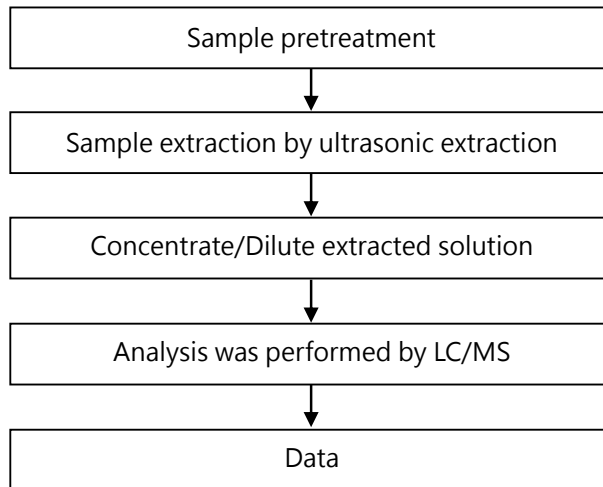 Sample pretreatment
Sample extraction by ultrasonic extraction
Concentrate/Dilute extracted solution
Analysis was performed by LC/MS
Data